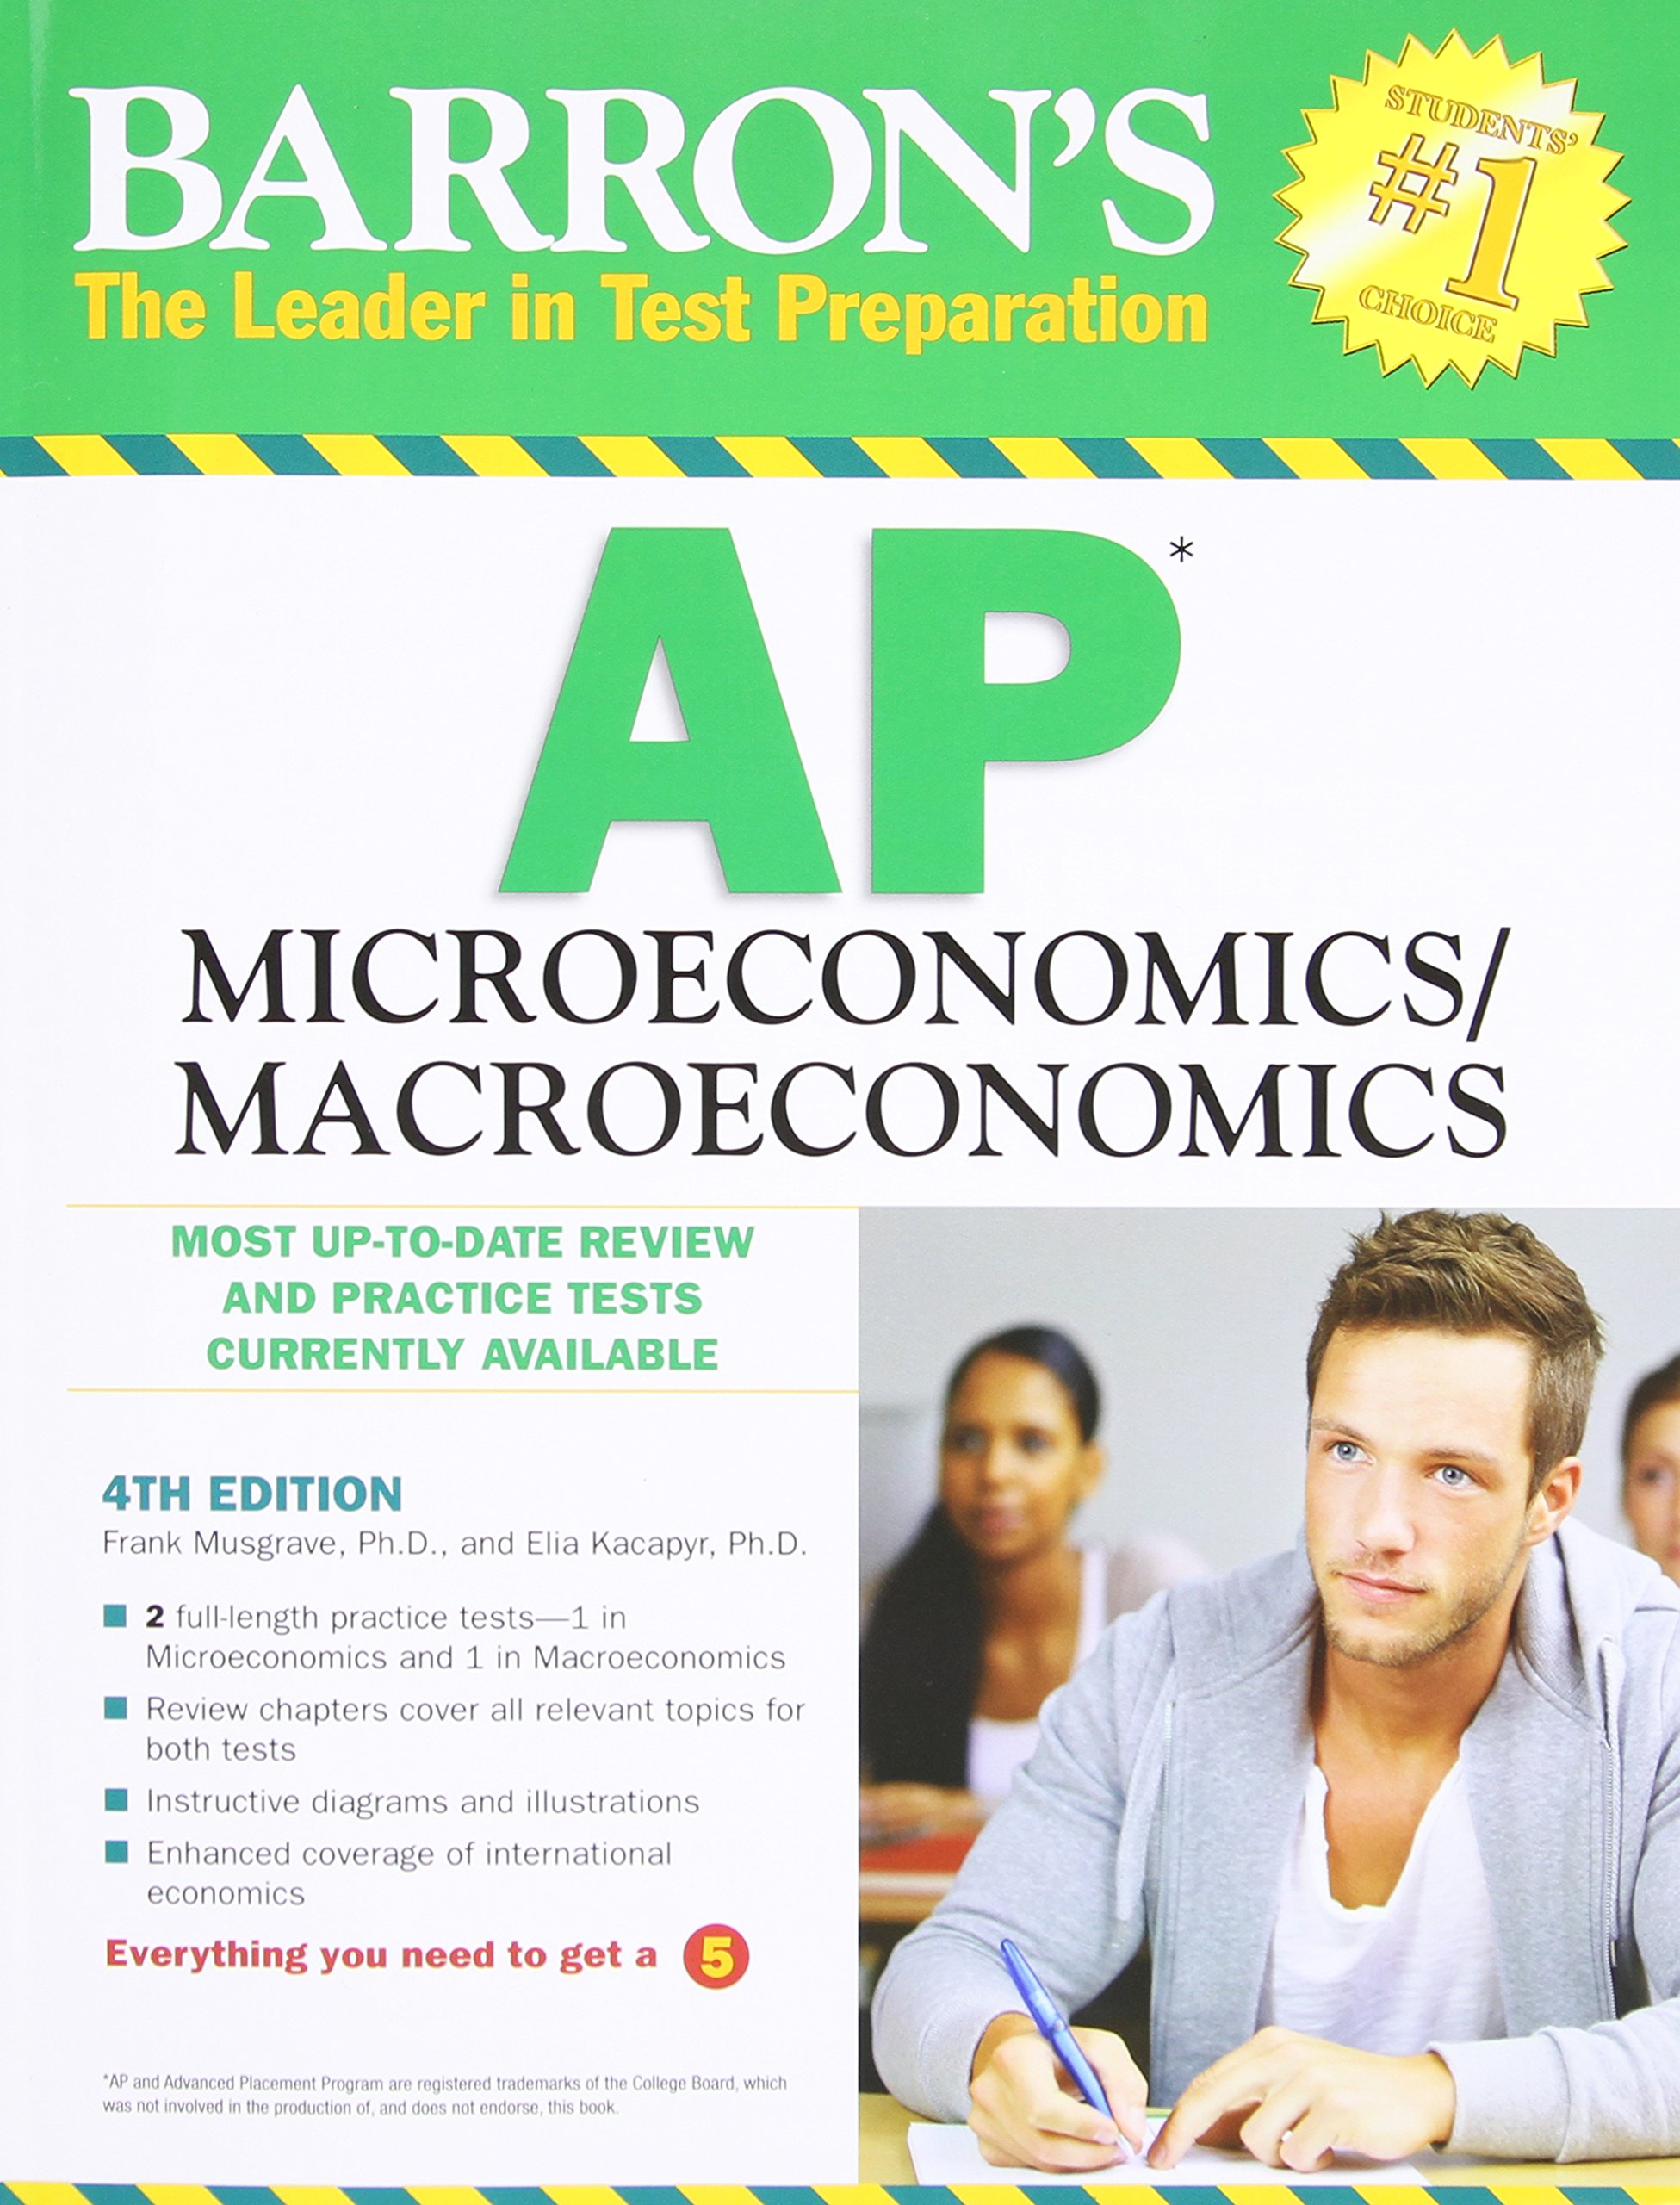 BARRON'S
The Leader in Test Preparation
STUDENTS'
#1
CHOICE
AP*
MICROECONOMICS/
MACROECONOMICS
MOST UP-TO-DATE REVIEW
AND PRACTICE TESTS
CURRENTLY AVAILABLE
4TH EDITION
Frank Musgrave, Ph.D., and Elia Kacapyr, Ph.D.
2 full-length practice tests—1 in
Microeconomics and 1 in Macroeconomics
Review chapters cover all relevant topics for
both tests
Instructive diagrams and illustrations
Enhanced coverage of international
economics
Everything you need to get a 5
*AP and Advanced Placement Program are registered trademarks of the College Board, which
was not involved in the production of, and does not endorse, this book.